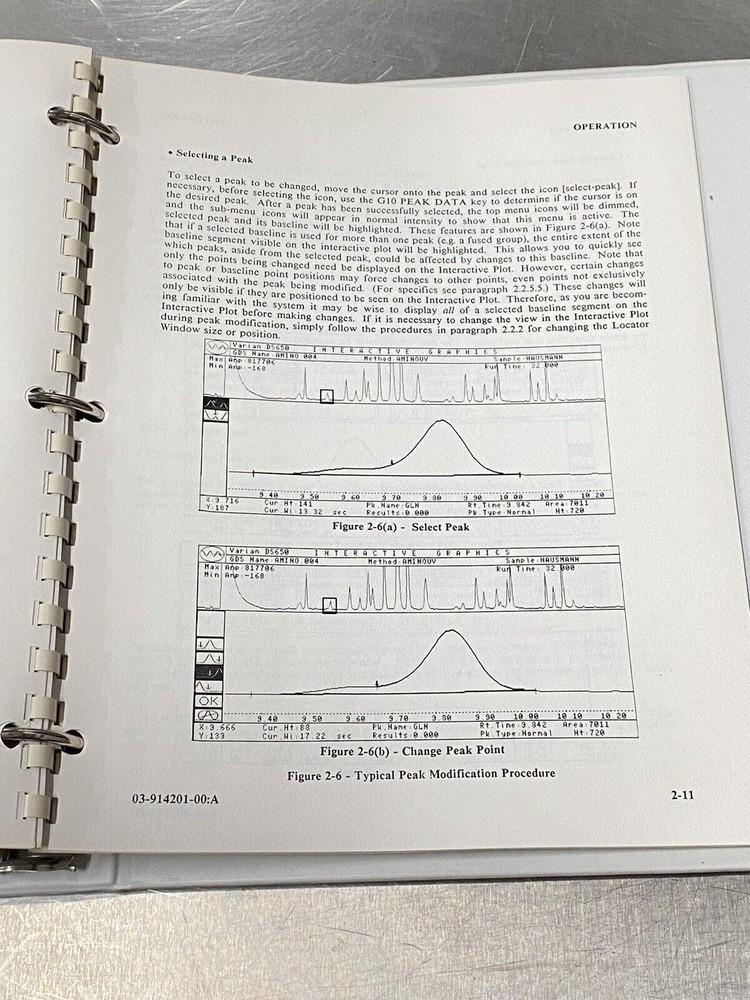 OPERATION
• Selecting a Peak
To select a peak to be changed, move the cursor onto the peak and select the icon [select-peak]. If
necessary, before selecting the icon, use the G10 PEAK DATA key to determine if the cursor is on
the desired peak. After a peak has been successfully selected, the top menu icons will be dimmed,
and the sub-menu icons will appear in normal intensity to show that this menu is active. The
selected peak and its baseline will be highlighted. These features are shown in Figure 2-6(a). Note
that if a selected baseline is used for more than one peak (e.g. a fused group), the entire extent of the
baseline segment visible on the interactive plot will be highlighted. This allows you to quickly see
which peaks, aside from the selected peak, could be affected by changes to this baseline. Note that
only the points being changed need be displayed on the Interactive Plot. However, certain changes
to peak or baseline point positions may force changes to other points, even points not exclusively
associated with the peak being modified. (For specifics see paragraph 2.2.5.5.) These changes will
only be visible if they are positioned to be seen on the Interactive Plot. Therefore, as you are becom-
ing familiar with the system it may be wise to display all of a selected baseline segment on the
Interactive Plot before making changes. If it is necessary to change the view in the Interactive Plot
during peak modification, simply follow the procedures in paragraph 2.2.2 for changing the Locator
Window size or position.
Varian DS650 INTERACTIVE GRAPHICS
GDS Name:AMINO 004 Method:AMINOUV Sample:HAUSMANN
Max Amp:817706 Run Time: 32.000
Min Amp:-168
9.40 9.50 9.60 9.70 9.80 9.90 10.00 10.10 10.20
X:9.716 Cur.Ht:141 Pk.Name:GLN Rt.Time:9.842 Area:7011
Y:187 Cur.Wi:13.32 sec Results:0.000 Pk.Type:Normal Ht:720
Figure 2-6(a) - Select Peak
Varian DS650 INTERACTIVE GRAPHICS
GDS Name:AMINO 004 Method:AMINOUV Sample:HAUSMANN
Max Amp:817706 Run Time: 32.000
Min Amp:-168
OK
9.40 9.50 9.60 9.70 9.80 9.90 10.00 10.10 10.20
X:9.666 Cur.Ht:88 Pk.Name:GLN Rt.Time:9.842 Area:7011
Y:133 Cur.Wi:17.22 sec Results:0.000 Pk.Type:Normal Ht:720
Figure 2-6(b) - Change Peak Point
Figure 2-6 - Typical Peak Modification Procedure
03-914201-00:A
2-11